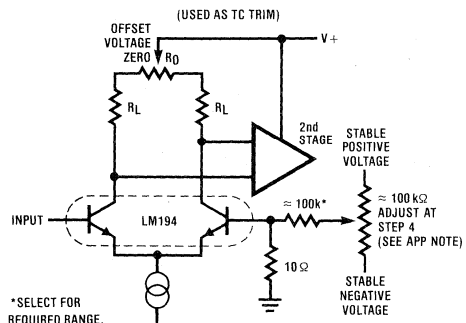 (USED AS TC TRIM)
OFFSET
VOLTAGE
ZERO R0
V+
RL
RL
2nd
STAGE
STABLE
POSITIVE
VOLTAGE
≈ 100k*
≈ 100 kΩ
ADJUST AT
STEP 4
(SEE APP NOTE)
INPUT
LM194
10 Ω
STABLE
NEGATIVE
VOLTAGE
*SELECT FOR
REQUIRED RANGE.